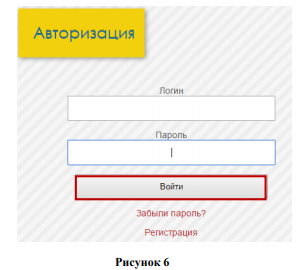 Авторизация
Логин
Пароль
Войти
Забыли пароль?
Регистрация
Рисунок 6